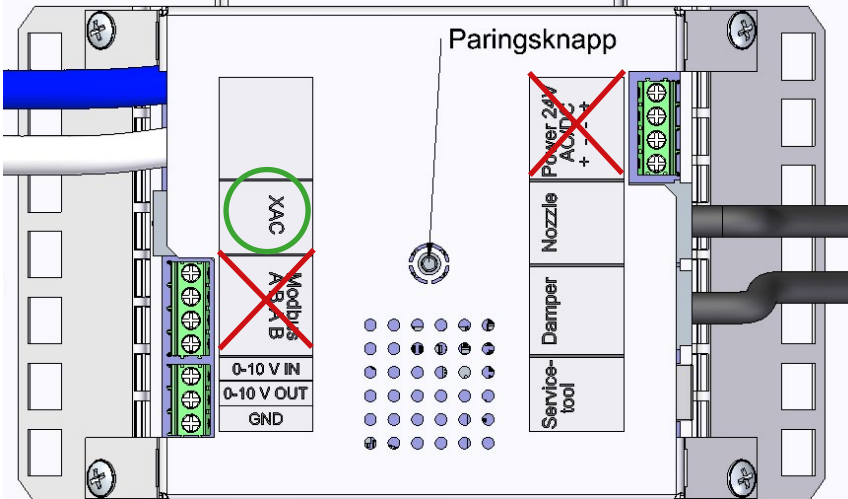 Paringsknapp
XAC
Modbus
A B A B
0-10 V IN
0-10 V OUT
GND
Power 24V
AC/DC
+ - - +
Nozzle
Damper
Service-
tool